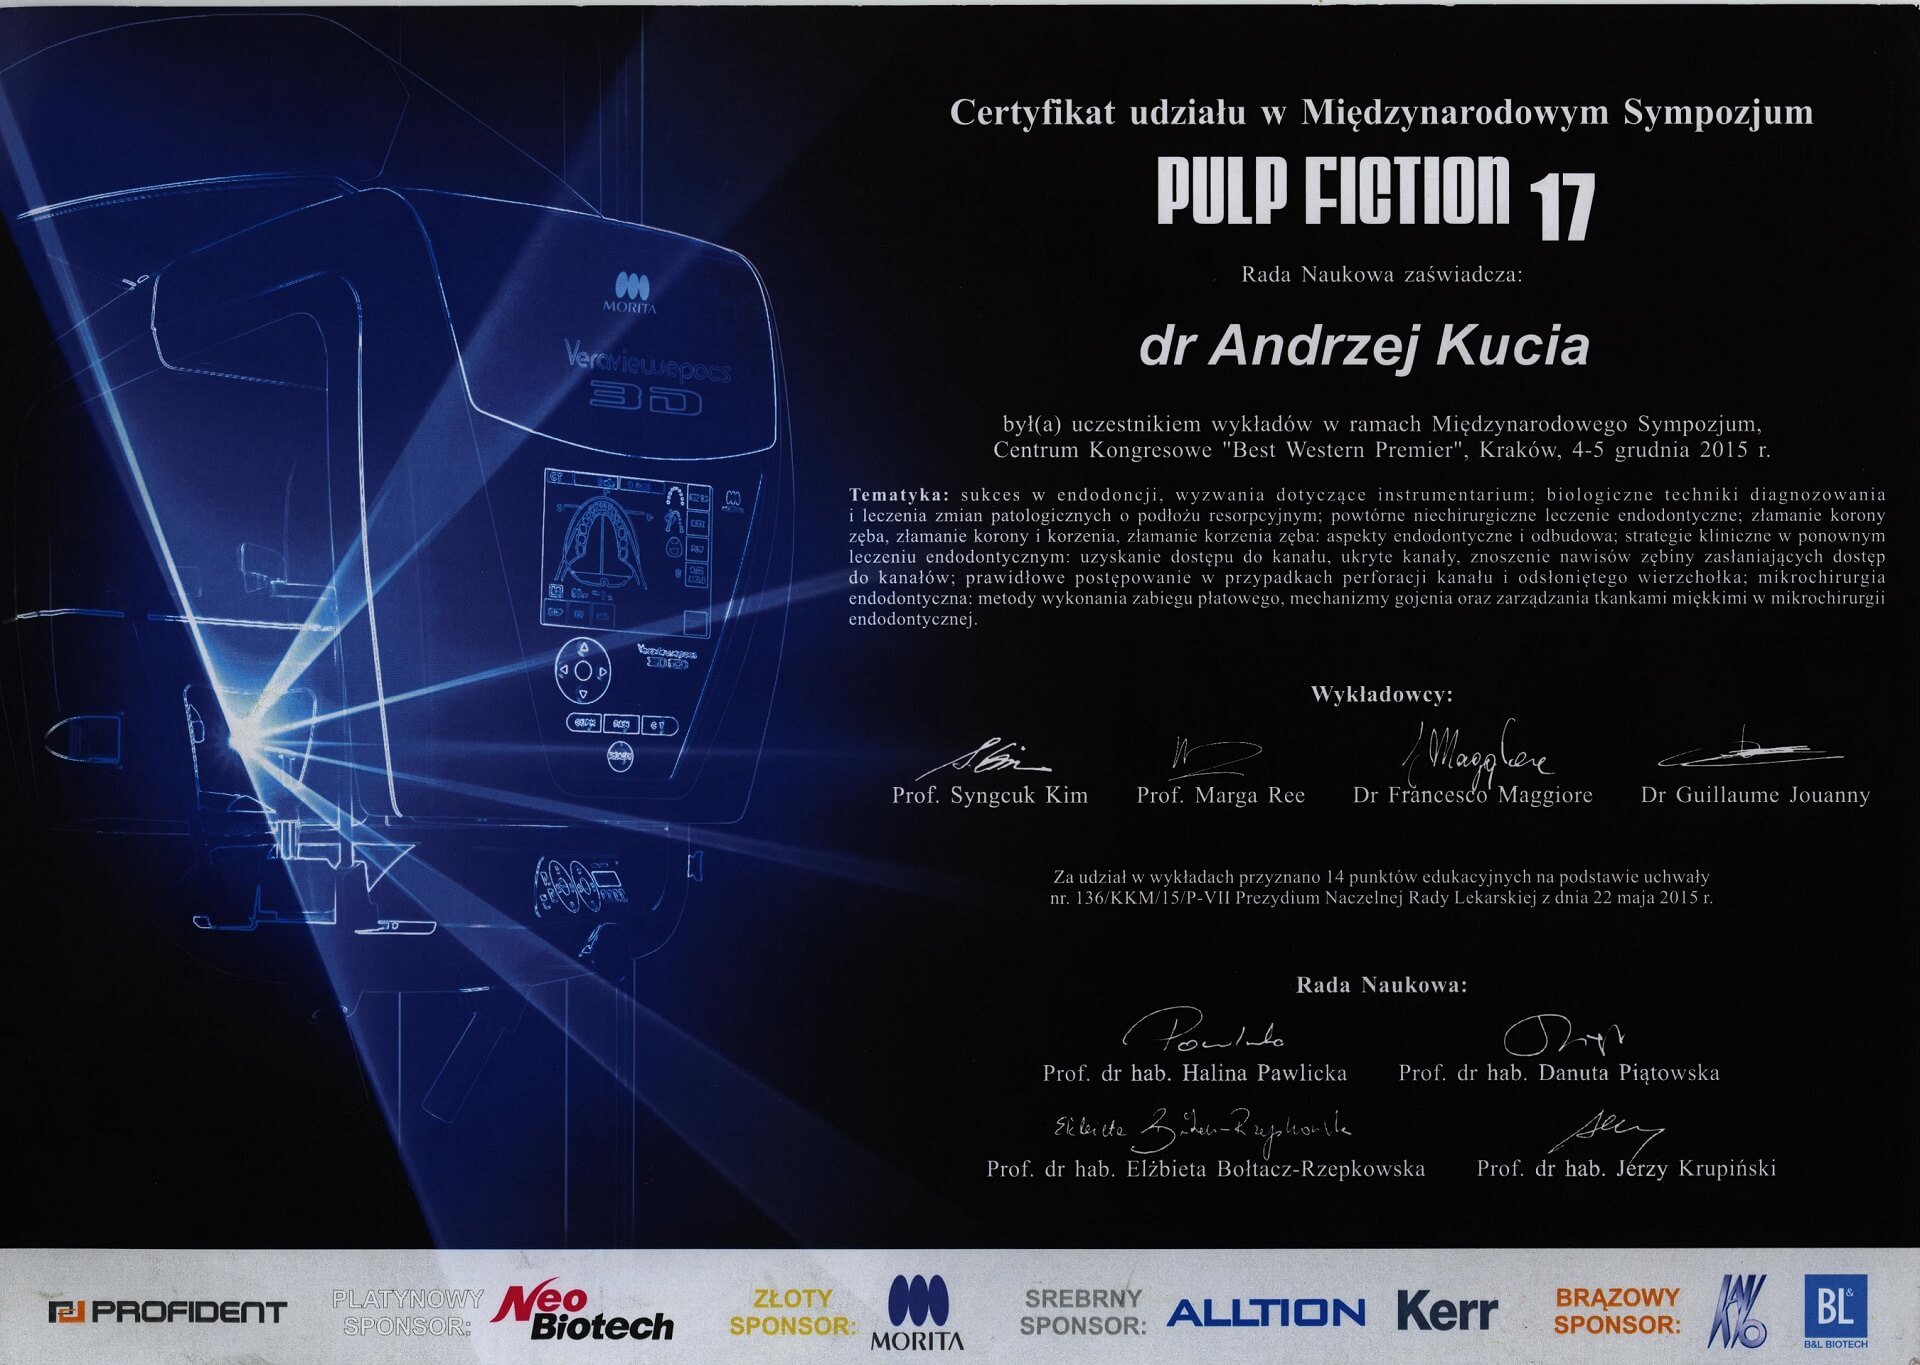 Certyfikat udziału w Międzynarodowym Sympozjum
PULP FICTION 17
Rada Naukowa zaświadcza:
dr Andrzej Kucia
był(a) uczestnikiem wykładów w ramach Międzynarodowego Sympozjum,
Centrum Kongresowe "Best Western Premier", Kraków, 4-5 grudnia 2015 r.
Tematyka: sukces w endodoncji, wyzwania dotyczące instrumentarium; biologiczne techniki diagnozowania
i leczenia zmian patologicznych o podłożu resorpcyjnym; powtórne niechirurgiczne leczenie endodontyczne; złamanie korony
zęba, złamanie korony i korzenia, złamanie korzenia zęba: aspekty endodontyczne i odbudowa; strategie kliniczne w ponownym
leczeniu endodontycznym: uzyskanie dostępu do kanału, ukryte kanały, znoszenie nawisów zębiny zasłaniających dostęp
do kanałów; prawidłowe postępowanie w przypadkach perforacji kanału i odsłoniętego wierzchołka; mikrochirurgia
endodontyczna: metody wykonania zabiegu płatowego, mechanizmy gojenia oraz zarządzania tkankami miękkimi w mikrochirurgii
endodontycznej.
Wykładowcy:
Prof. Syngcuk Kim Prof. Marga Ree Dr Francesco Maggiore Dr Guillaume Jouanny
Za udział w wykładach przyznano 14 punktów edukacyjnych na podstawie uchwały
nr. 136/KKM/15/P-VII Prezydium Naczelnej Rady Lekarskiej z dnia 22 maja 2015 r.
Rada Naukowa:
Prof. dr hab. Halina Pawlicka Prof. dr hab. Danuta Piątowska
Prof. dr hab. Elżbieta Bołtacz-Rzepkowska Prof. dr hab. Jerzy Krupiński
MORITA
Veraviewepocs
3D
CT
Veraviewepocs
3D
PROFIDENT
PLATYNOWY
SPONSOR:
Neo
Biotech
ZŁOTY
SPONSOR:
MORITA
SREBRNY
SPONSOR:
ALLTION
Kerr
BRĄZOWY
SPONSOR:
BL&
B&L BIOTECH